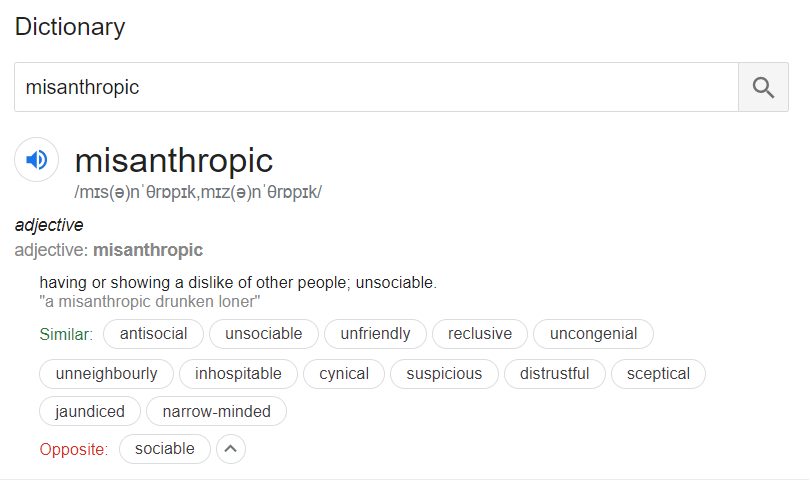 Dictionary
misanthropic
misanthropic
/mɪs(ə)nˈθrɒpɪk,mɪz(ə)nˈθrɒpɪk/
adjective
adjective: misanthropic
having or showing a dislike of other people; unsociable.
"a misanthropic drunken loner"
Similar: antisocial unsociable unfriendly reclusive uncongenial
unneighbourly inhospitable cynical suspicious distrustful sceptical
jaundiced narrow-minded
Opposite: sociable